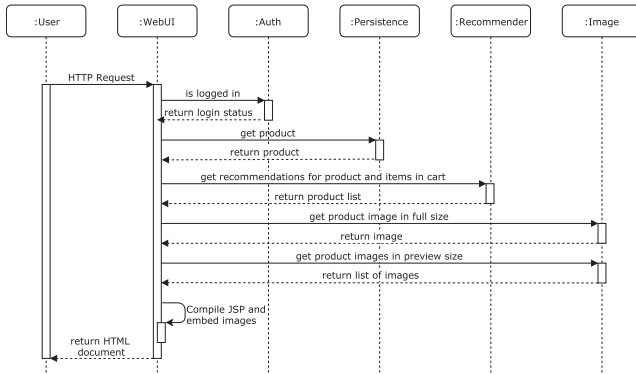 :User
:WebUI
:Auth
:Persistence
:Recommender
:Image
HTTP Request
is logged in
return login status
get product
return product
get recommendations for product and items in cart
return product list
get product image in full size
return image
get product images in preview size
return list of images
Compile JSP and
embed images
return HTML
document